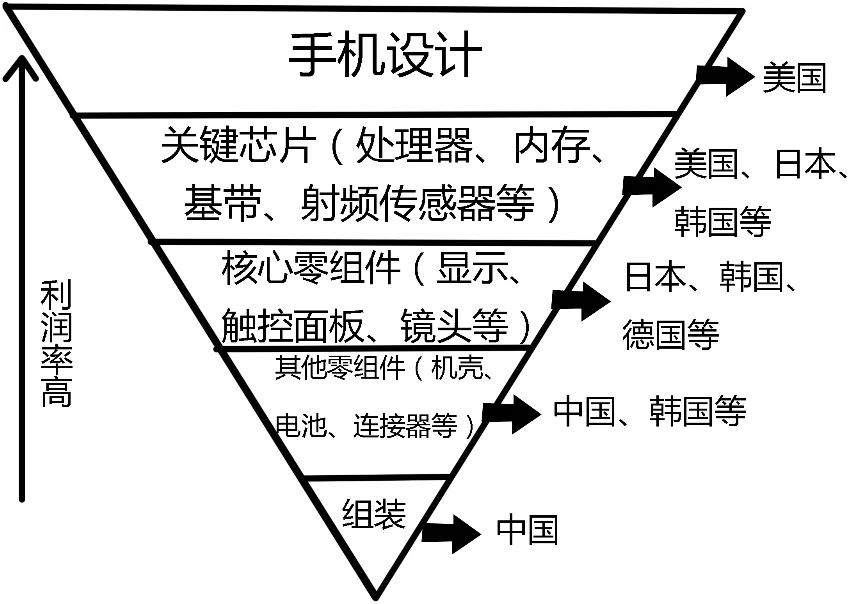 手机设计
美国
关键芯片（处理器、内存、
基带、射频传感器等）
美国、日本、
韩国等
核心零组件（显示、
触控面板、镜头等）
日本、韩国、
德国等
其他零组件（机壳、
电池、连接器等）
中国、韩国等
组装
中国
利润率高